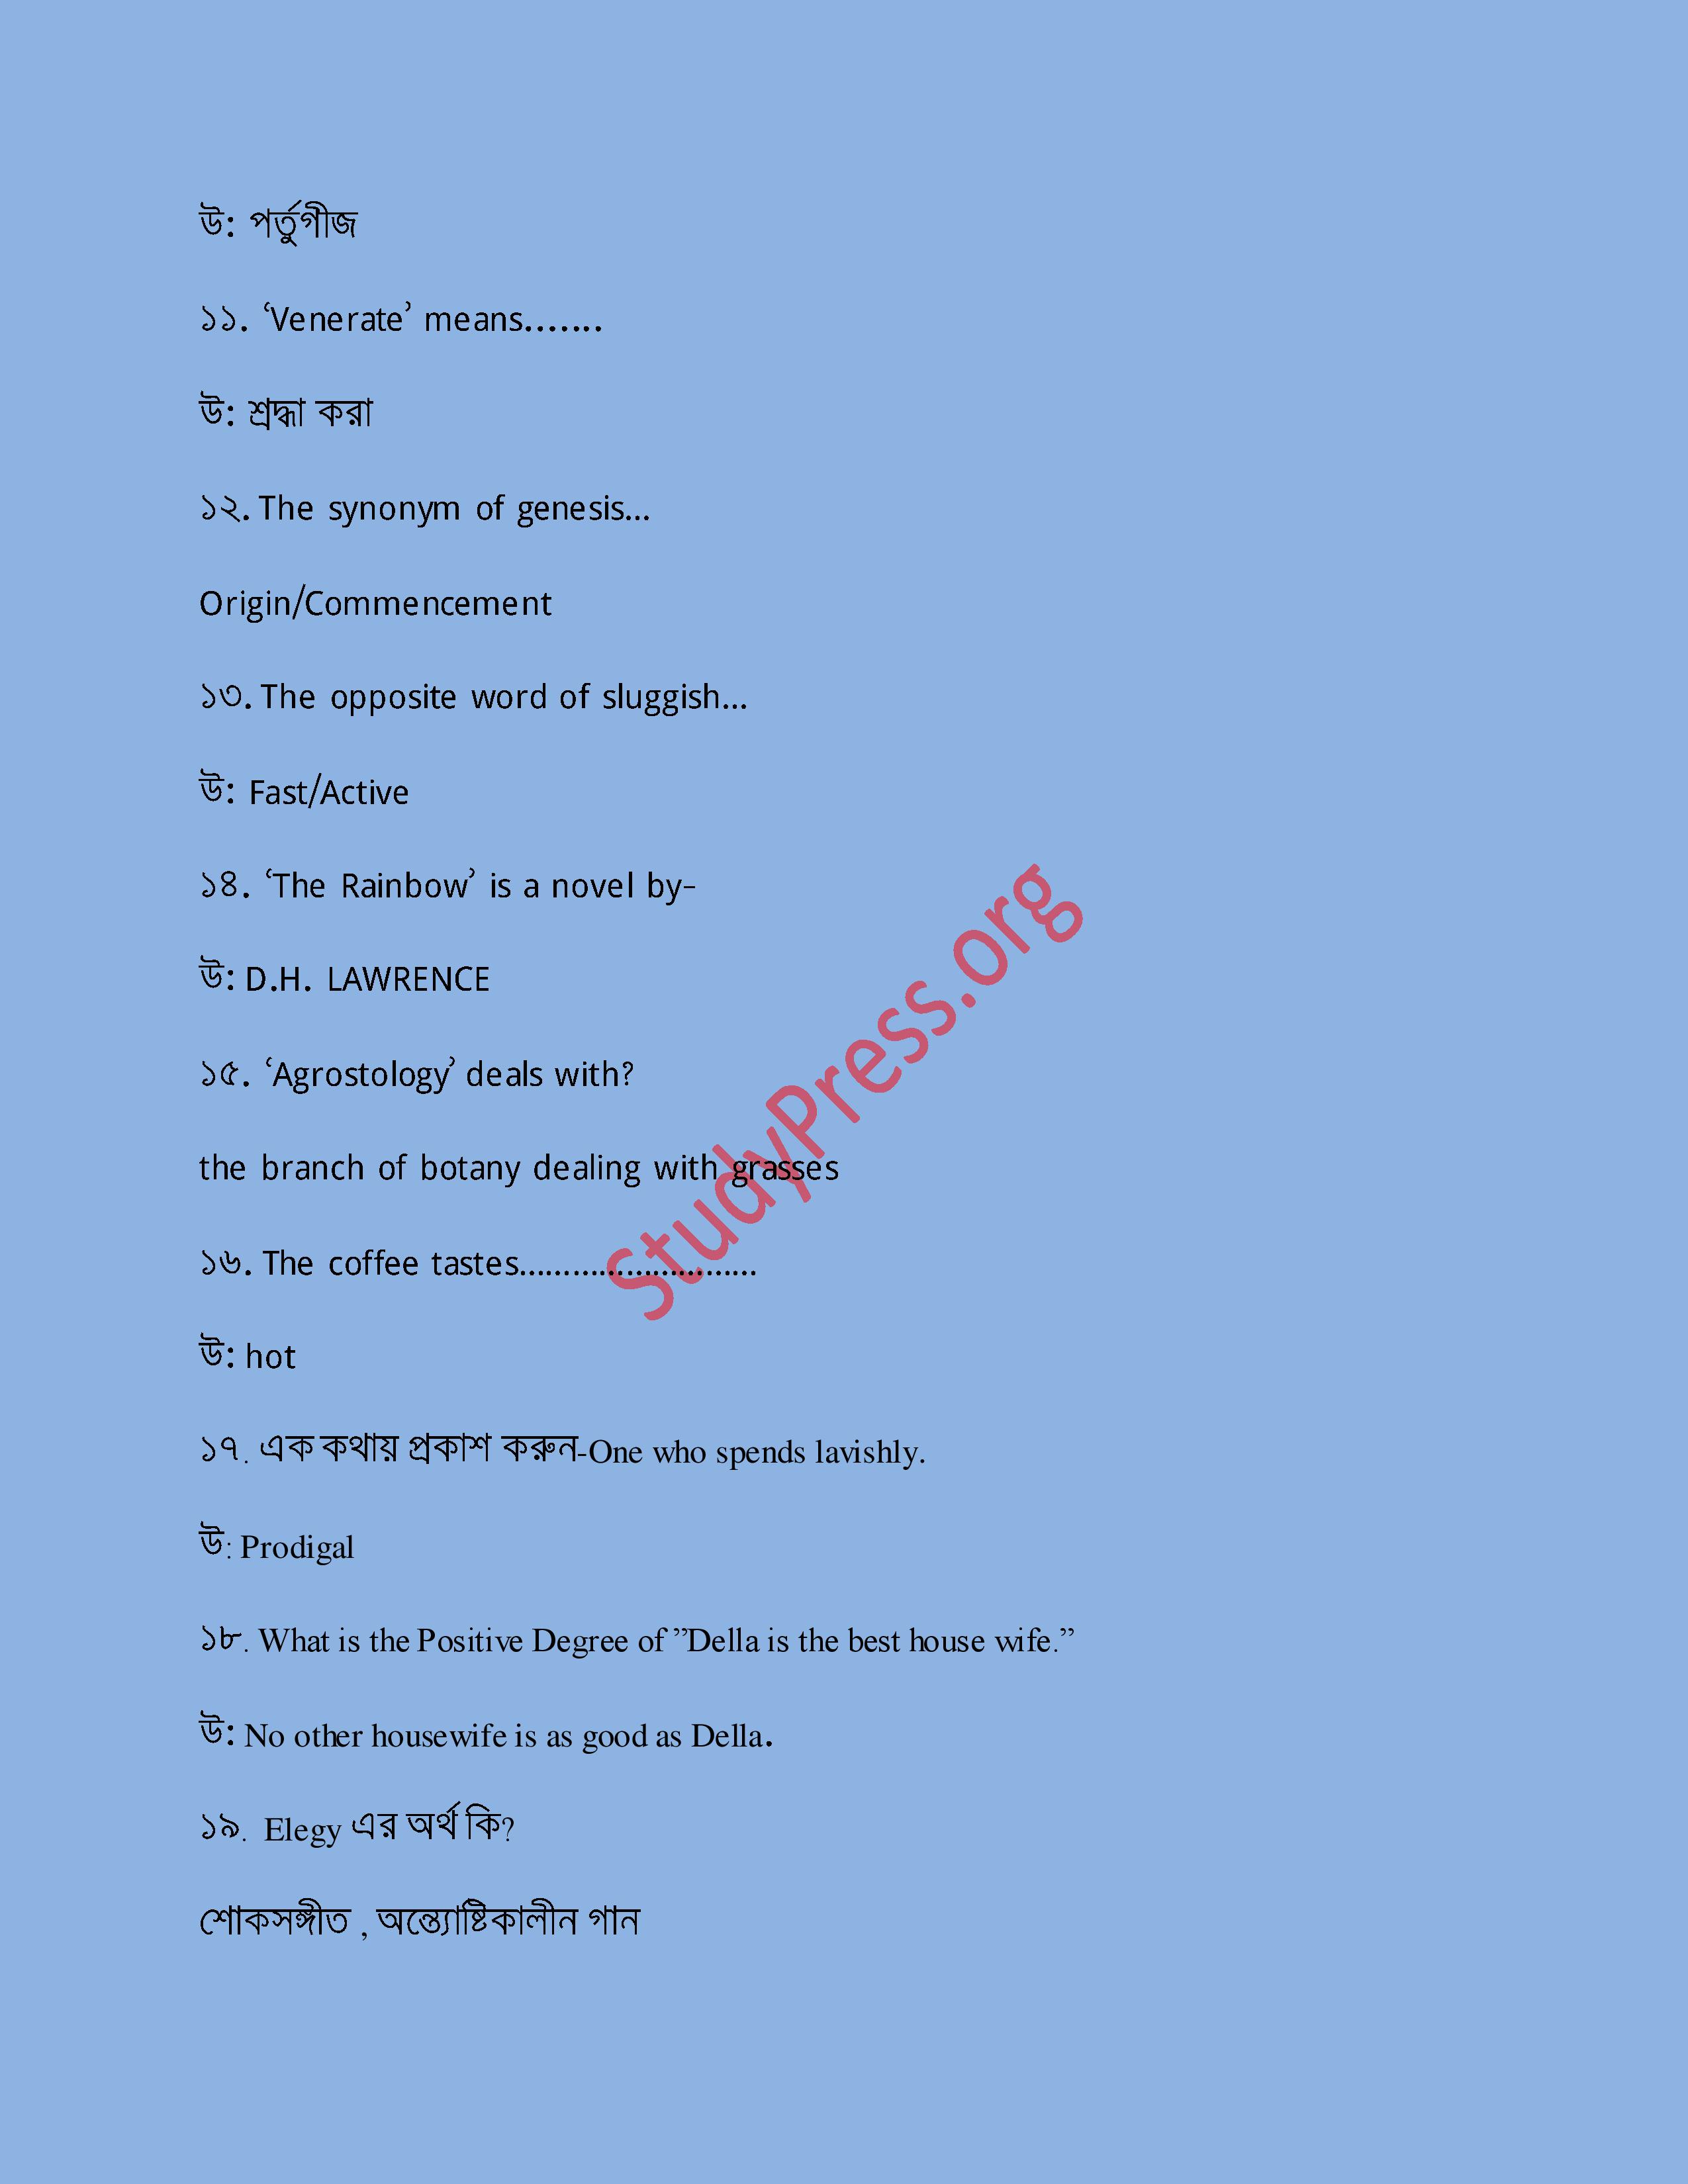 উ: পর্তুগীজ
১১. ‘Venerate’ means.......
উ: শ্রদ্ধা করা
১২. The synonym of genesis...
Origin/Commencement
১৩. The opposite word of sluggish...
উ: Fast/Active
১৪. ‘The Rainbow’ is a novel by-
উ: D.H. LAWRENCE
১৫. ‘Agrostology’ deals with?
the branch of botany dealing with grasses
১৬. The coffee tastes...........................
উ: hot
১৭. এক কথায় প্রকাশ করুন-One who spends lavishly.
উ: Prodigal
১৮. What is the Positive Degree of ”Della is the best house wife.”
উ: No other housewife is as good as Della.
১৯. Elegy এর অর্থ কি?
শোকসঙ্গীত , অন্ত্যোষ্টিকালীন গান
StudyPress.org